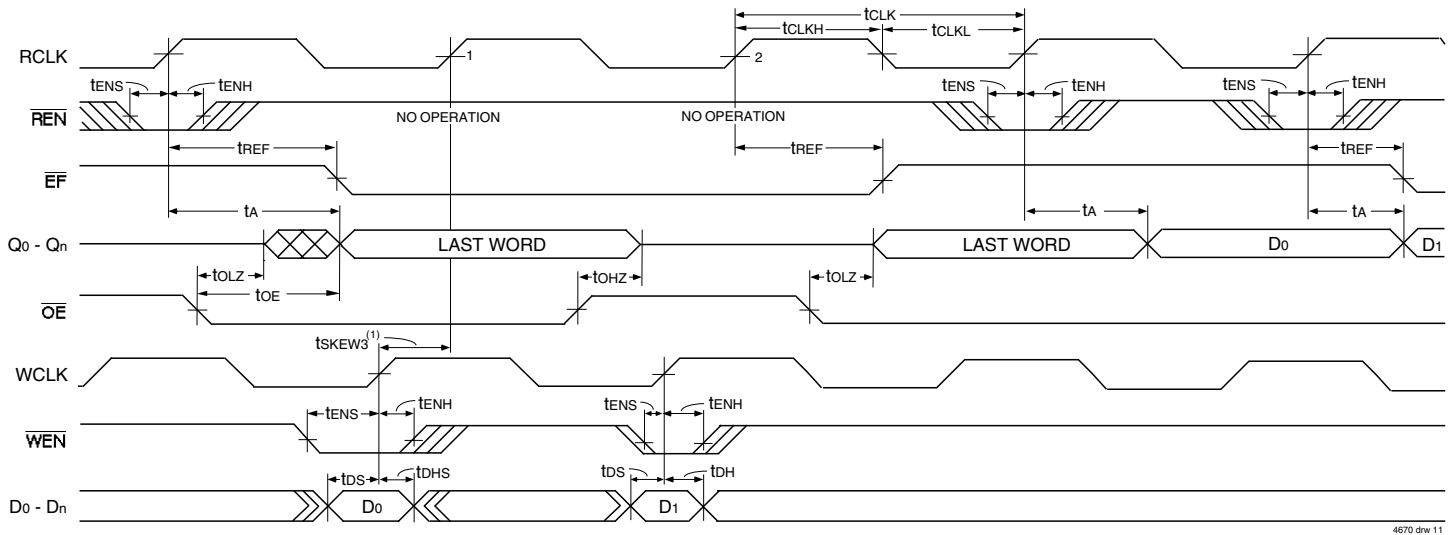 tCLK
tCLKH tCLKL
RCLK 1 2
tENS tENH tENS tENH tENS tENH
REN NO OPERATION NO OPERATION
tREF tREF tREF
EF
tA tA tA
Q0 - Qn LAST WORD LAST WORD D0 D1
tOLZ tOHZ tOLZ
tOE
OE
tSKEW3(1)
WCLK
tENS tENH tENS tENH
WEN
tDS tDHS tDS tDH
D0 - Dn D0 D1
4670 drw 11